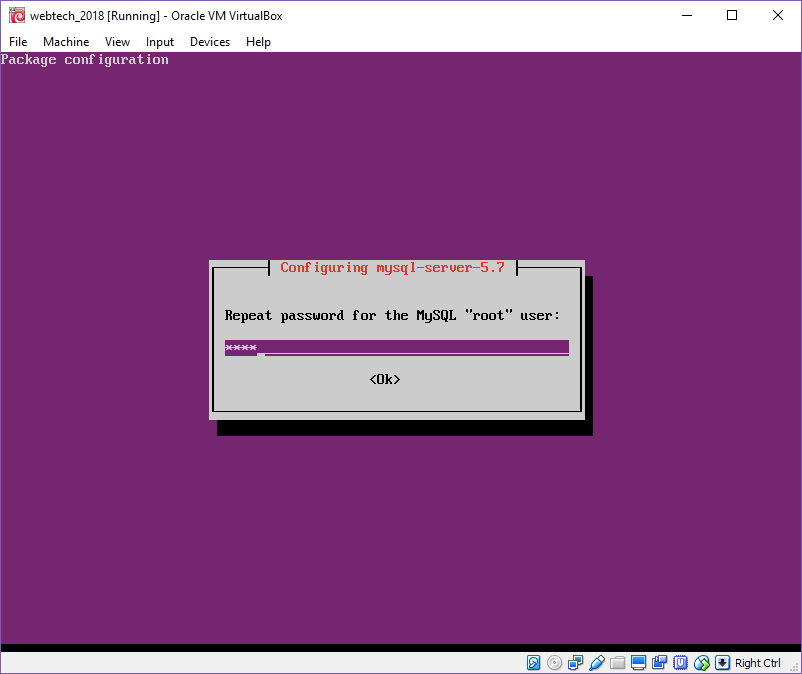 webtech_2018 [Running] - Oracle VM VirtualBox
File Machine View Input Devices Help
Package configuration
Configuring mysql-server-5.7
Repeat password for the MySQL "root" user:
****
<Ok>
Right Ctrl